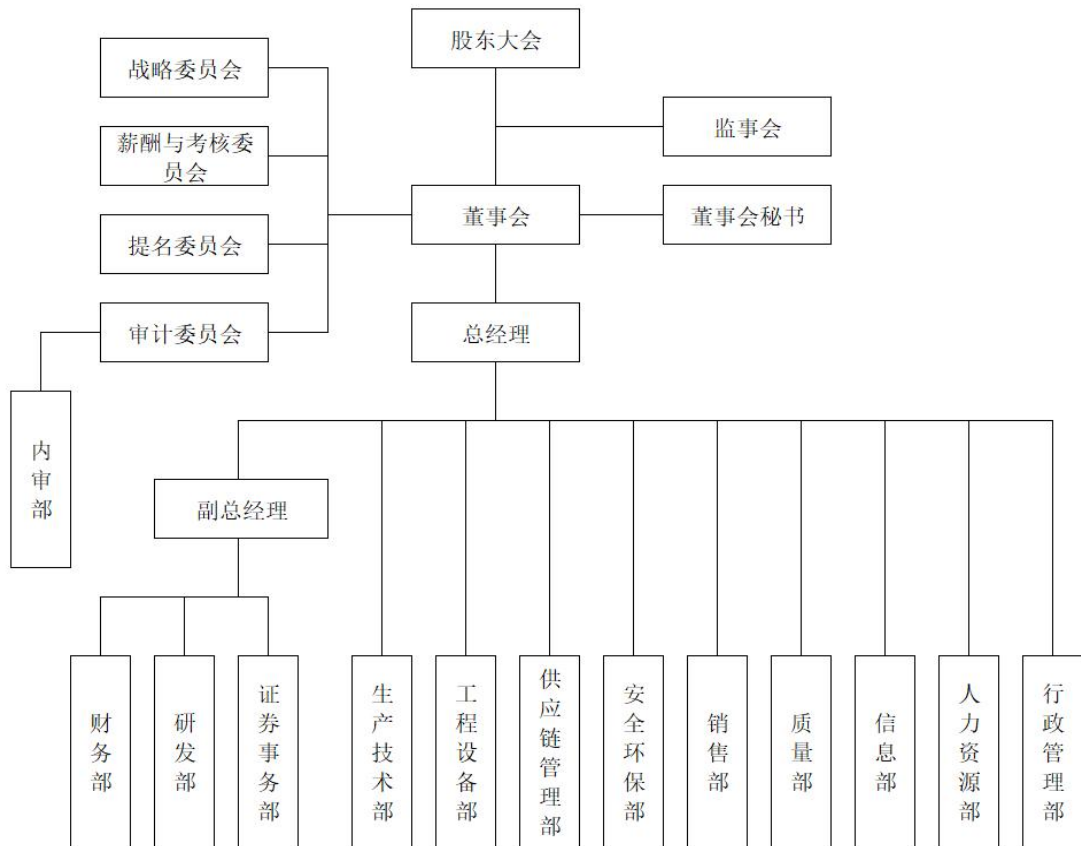 股东大会
战略委员会
监事会
薪酬与考核委
员会
董事会
董事会秘书
提名委员会
审计委员会
总经理
内审部
副总经理
财务部
研发部
证券事务部
生产技术部
工程设备部
供应链管理部
安全环保部
销售部
质量部
信息部
人力资源部
行政管理部